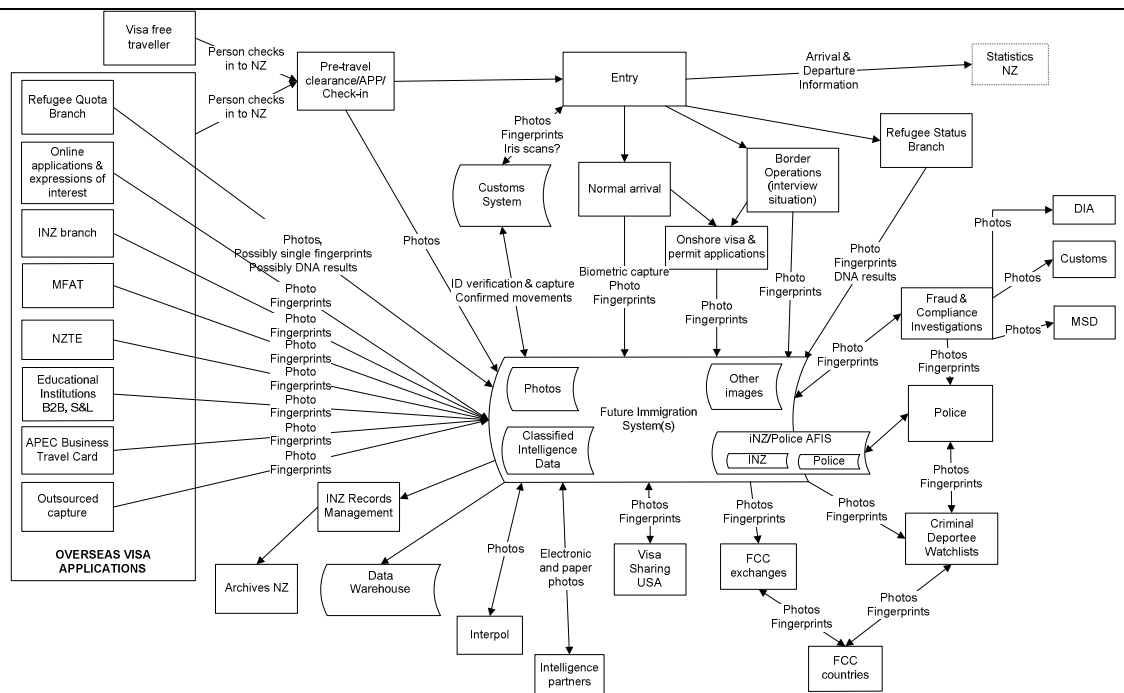 Visa free
traveller
Person checks
in to NZ
Pre-travel
clearance/APP/
Check-in
Entry
Arrival &
Departure
Information
Statistics
NZ
Refugee Quota
Branch
Person checks
in to NZ
Photos
Fingerprints
Iris scans?
Refugee Status
Branch
Online
applications &
expressions of
interest
Customs
System
Normal arrival
Border
Operations
(interview
situation)
INZ branch
Photos,
Possibly single fingerprints
Possibly DNA results
Photos
Onshore visa &
permit applications
Photos
DIA
MFAT
Photo
Fingerprints
ID verification & capture
Confirmed movements
Biometric capture
Photo
Fingerprints
Photo
Fingerprints
Photo
Fingerprints
DNA results
Photos
Customs
NZTE
Photo
Fingerprints
Photo
Fingerprints
Photo
Fingerprints
Fraud &
Compliance
Investigations
Photos
MSD
Educational
Institutions
B2B, S&L
Photo
Fingerprints
Photos
Other
images
Photo
Fingerprints
Photos
Fingerprints
APEC Business
Travel Card
Photo
Fingerprints
Future Immigration
System(s)
Police
Outsourced
capture
Photo
Fingerprints
Photo
Fingerprints
Classified
Intelligence
Data
iNZ/Police AFIS
INZ
Police
OVERSEAS VISA
APPLICATIONS
INZ Records
Management
Photos
Fingerprints
Photos
Fingerprints
Photos
Fingerprints
Photos
Fingerprints
Archives NZ
Data
Warehouse
Photos
Electronic
and paper
photos
Visa
Sharing
USA
FCC
exchanges
Criminal
Deportee
Watchlists
Interpol
Intelligence
partners
Photos
Fingerprints
Photos
Fingerprints
FCC
countries